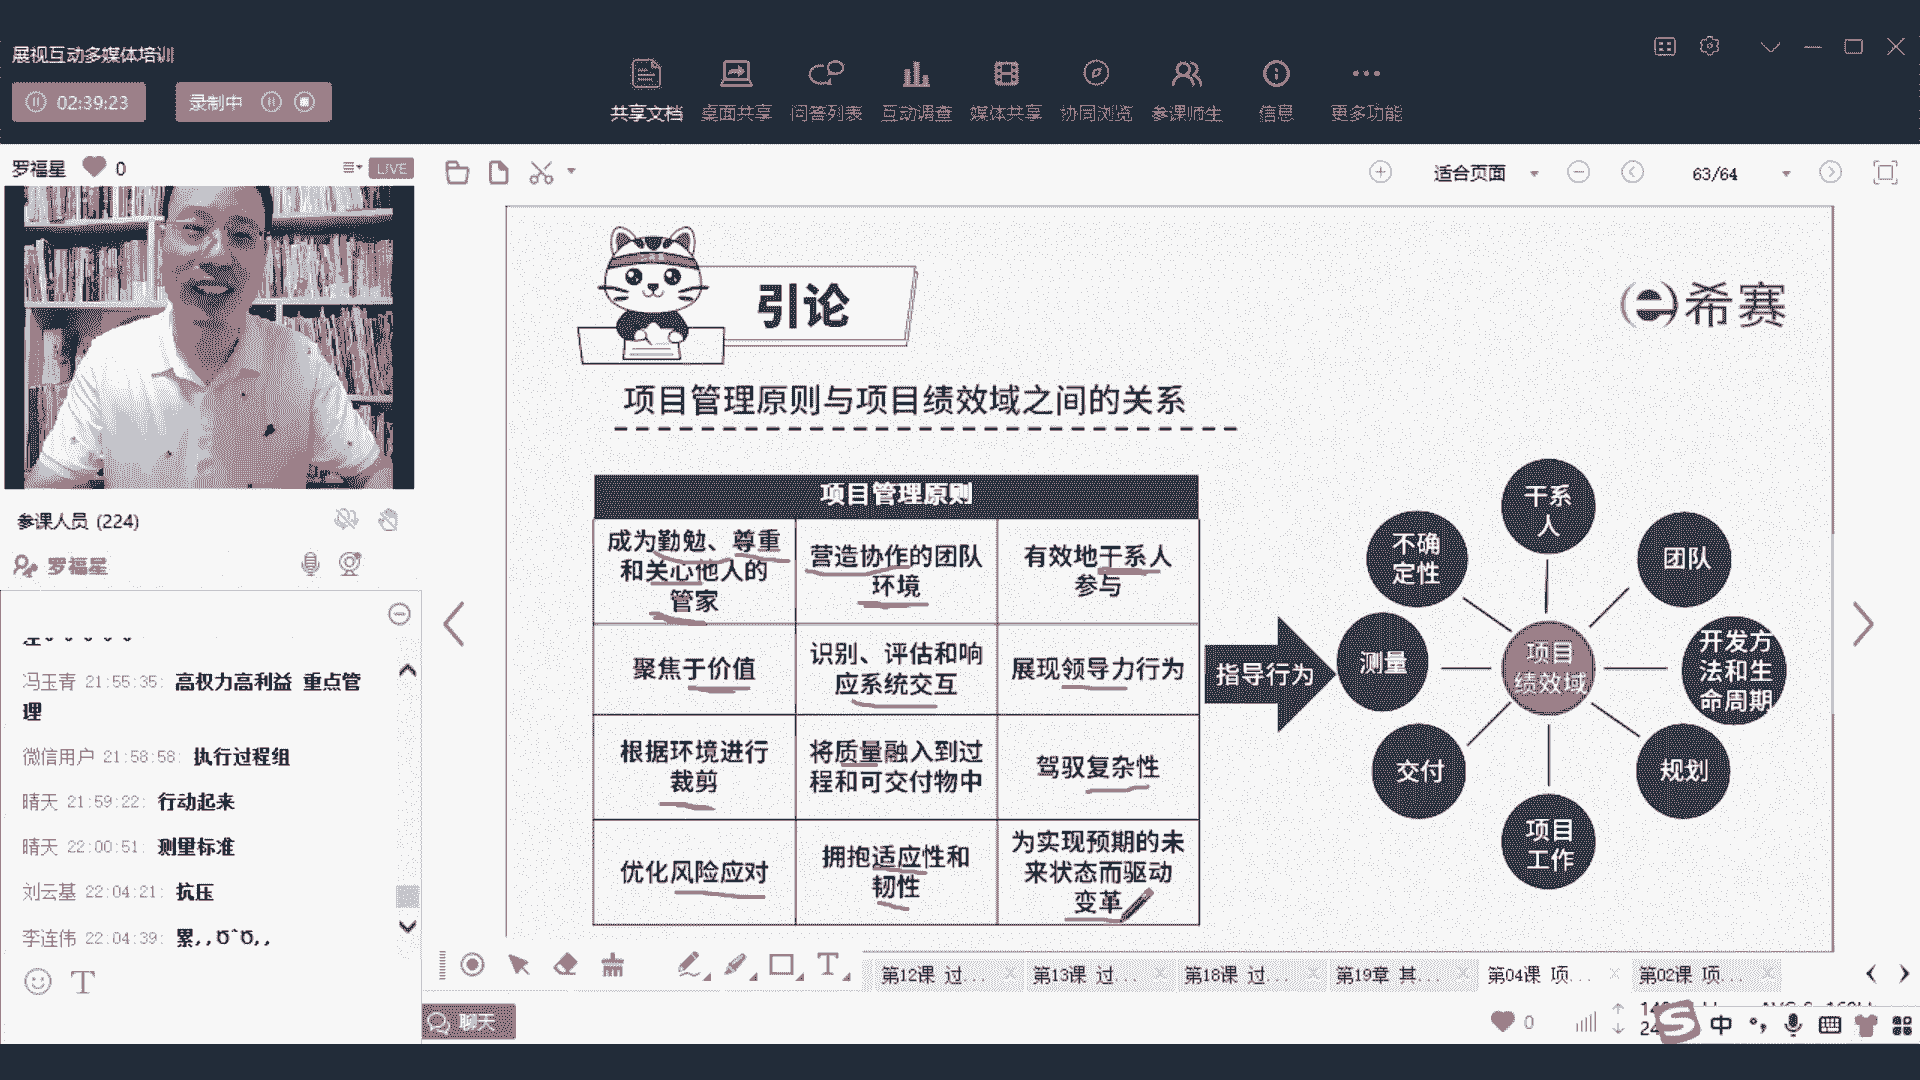 展视互动多媒体培训
02:39:23
录制中
共享文档
桌面共享
问答列表
互动调查
媒体共享
协同浏览
参课师生
信息
更多功能
罗福星
0
LIVE
适合页面
63/64
参课人员 (224)
罗福星
冯玉青 21:55:35: 高权力高利益 重点管
理
微信用户 21:58:58: 执行过程组
晴天 21:59:22: 行动起来
晴天 22:00:51: 测量标准
刘云基 22:04:21: 抗压
李连伟 22:04:39: 累,,Ծ^Ծ,,
引论
希赛
项目管理原则与项目绩效域之间的关系
项目管理原则
成为勤勉、尊重
和关心他人的
管家
营造协作的团队
环境
有效地干系人
参与
聚焦于价值
识别、评估和响
应系统交互
展现领导力行为
根据环境进行
裁剪
将质量融入到过
程和可交付物中
驾驭复杂性
优化风险应对
拥抱适应性和
韧性
为实现预期的未
来状态而驱动
变革
指导行为
项目
绩效域
干系
人
团队
开发方
法和生
命周期
规划
项目
工作
交付
测量
不确
定性
第12课 过...
第13课 过...
第18课 过...
第19章 其...
第04课 项...
第02课 项...
聊天
0
中